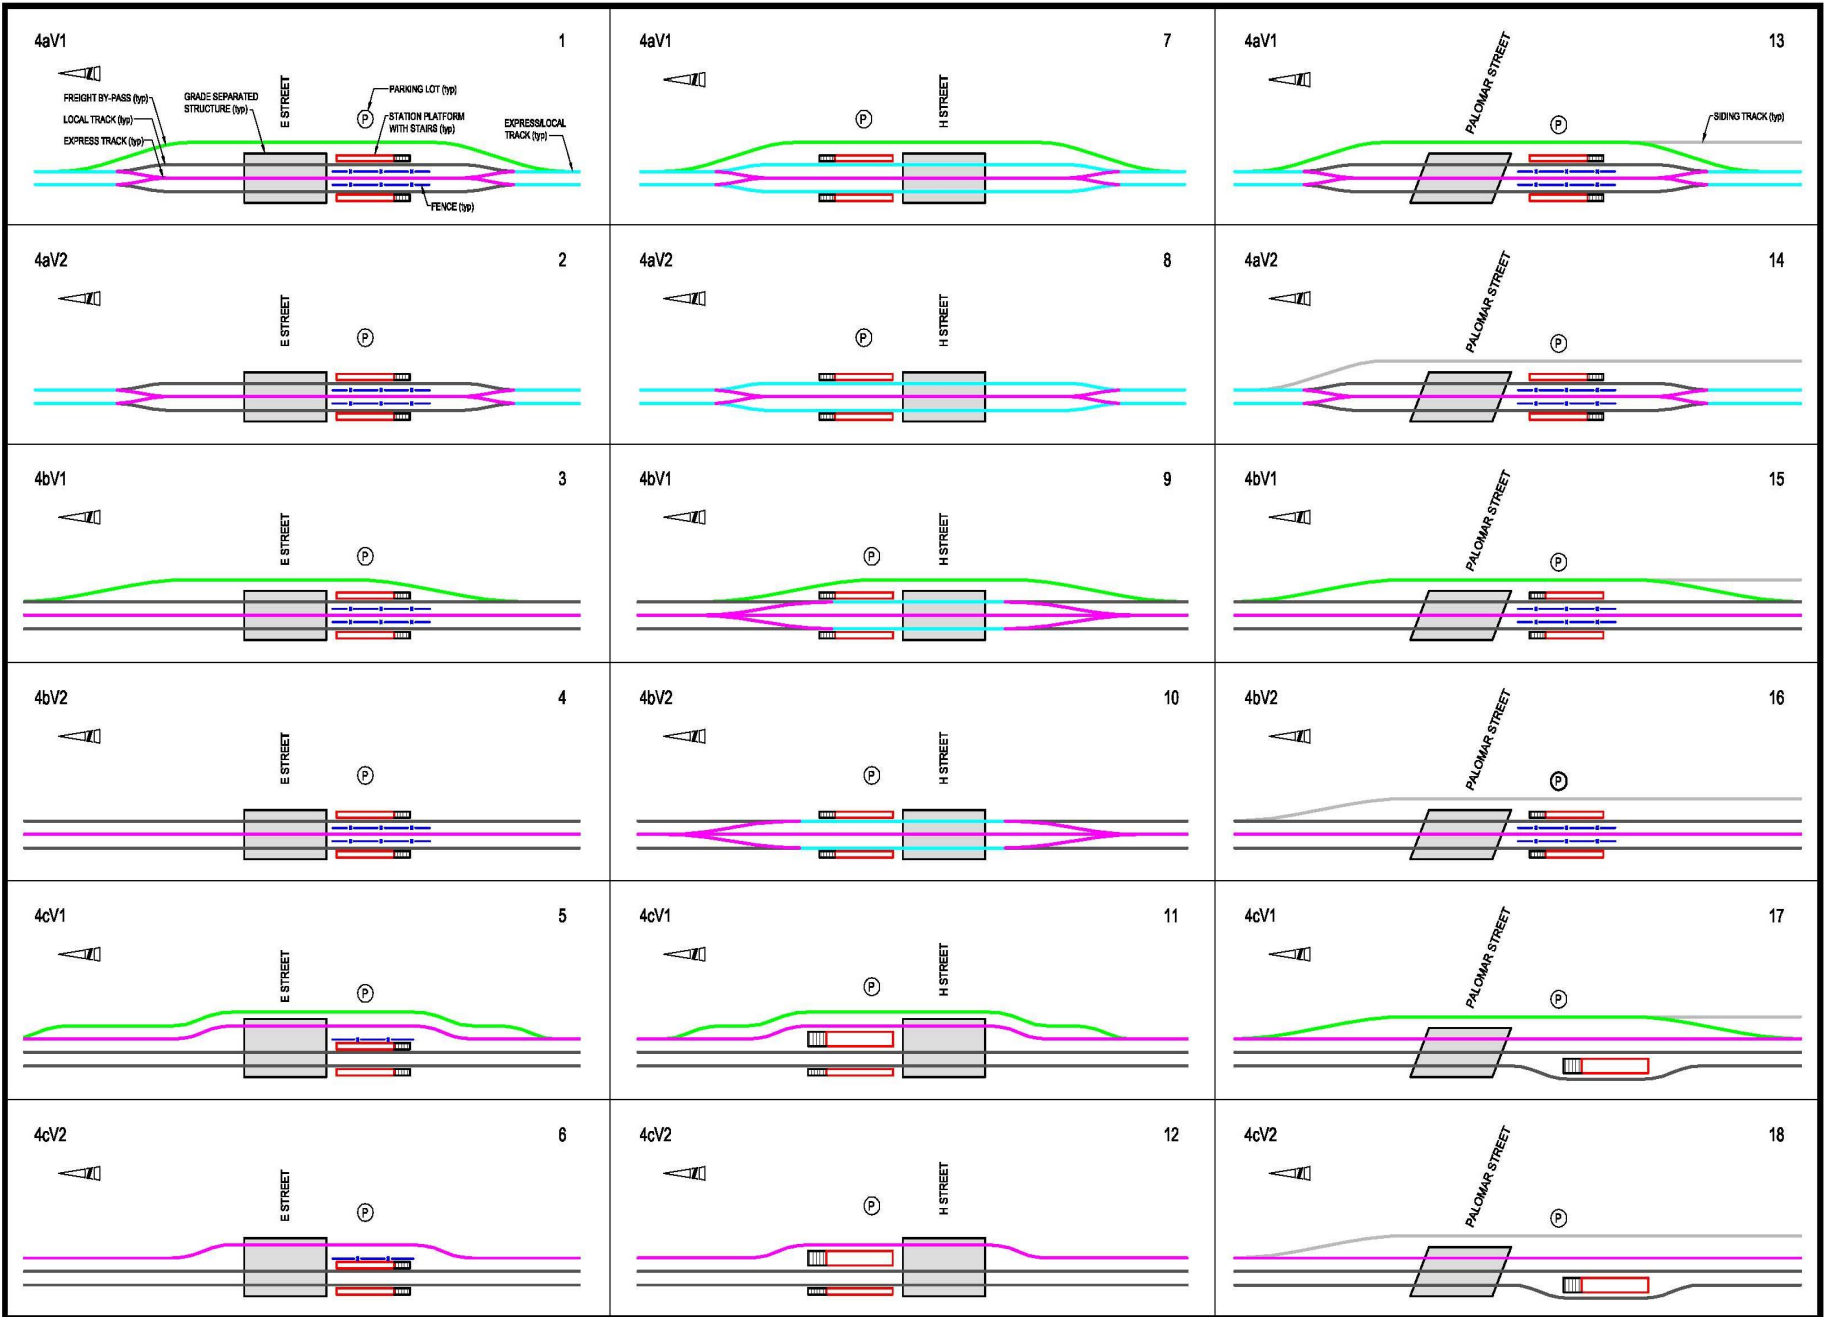 4aV1
1
E STREET
FREIGHT BY-PASS (typ)
LOCAL TRACK (typ)
EXPRESS TRACK (typ)
GRADE SEPARATED
STRUCTURE (typ)
PARKING LOT (typ)
P
STATION PLATFORM
WITH STAIRS (typ)
EXPRESS/LOCAL
TRACK (typ)
FENCE (typ)
4aV1
7
P
H STREET
4aV1
13
PALOMAR STREET
P
SIDING TRACK (typ)
4aV2
2
E STREET
P
4aV2
8
P
H STREET
4aV2
14
PALOMAR STREET
P
4bV1
3
E STREET
P
4bV1
9
P
H STREET
4bV1
15
PALOMAR STREET
P
4bV2
4
E STREET
P
4bV2
10
P
H STREET
4bV2
16
PALOMAR STREET
P
4cV1
5
E STREET
P
4cV1
11
P
H STREET
4cV1
17
PALOMAR STREET
P
4cV2
6
E STREET
P
4cV2
12
P
H STREET
4cV2
18
PALOMAR STREET
P